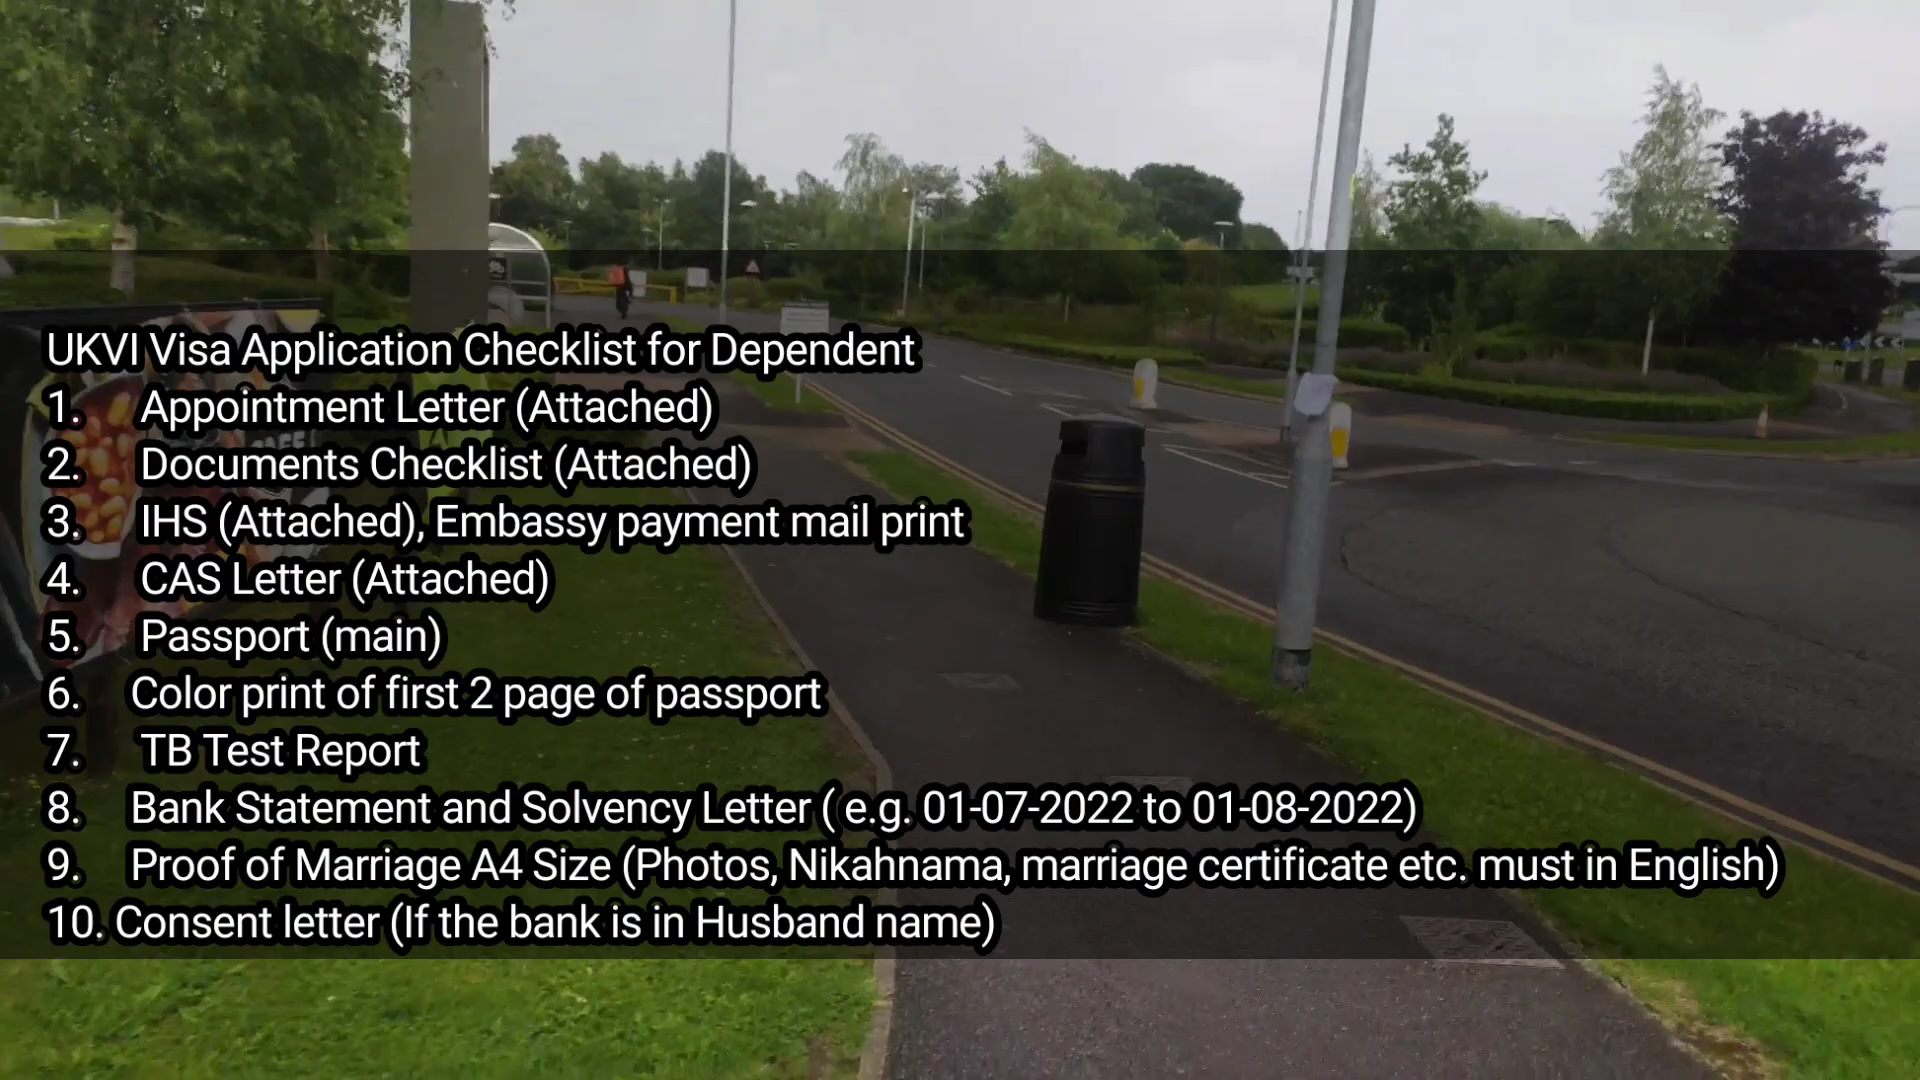 UKVI Visa Application Checklist for Dependent
1. Appointment Letter (Attached)
2. Documents Checklist (Attached)
3. IHS (Attached), Embassy payment mail print
4. CAS Letter (Attached)
5. Passport (main)
6. Color print of first 2 page of passport
7. TB Test Report
8. Bank Statement and Solvency Letter ( e.g. 01-07-2022 to 01-08-2022)
9. Proof of Marriage A4 Size (Photos, Nikahnama, marriage certificate etc. must in English)
10. Consent letter (If the bank is in Husband name)